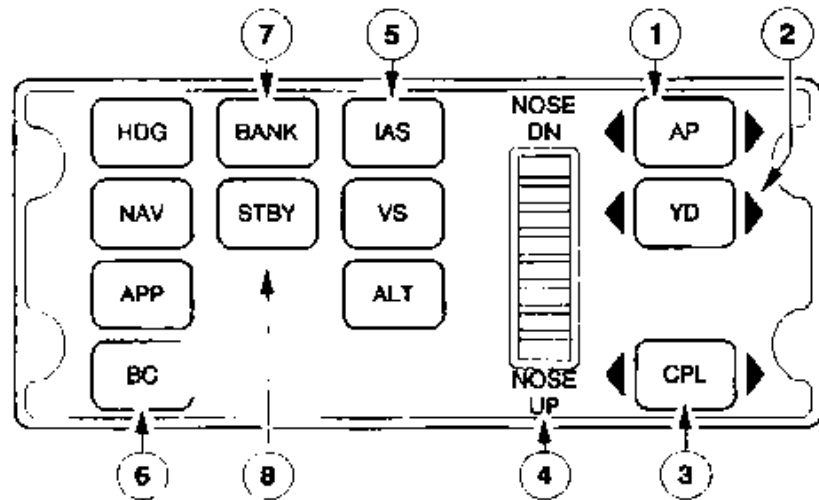 7 5 1 2
HDG BANK IAS NOSE DN AP
NAV STBY VS YD
APP ALT
BC NOSE UP CPL
6 8 4 3